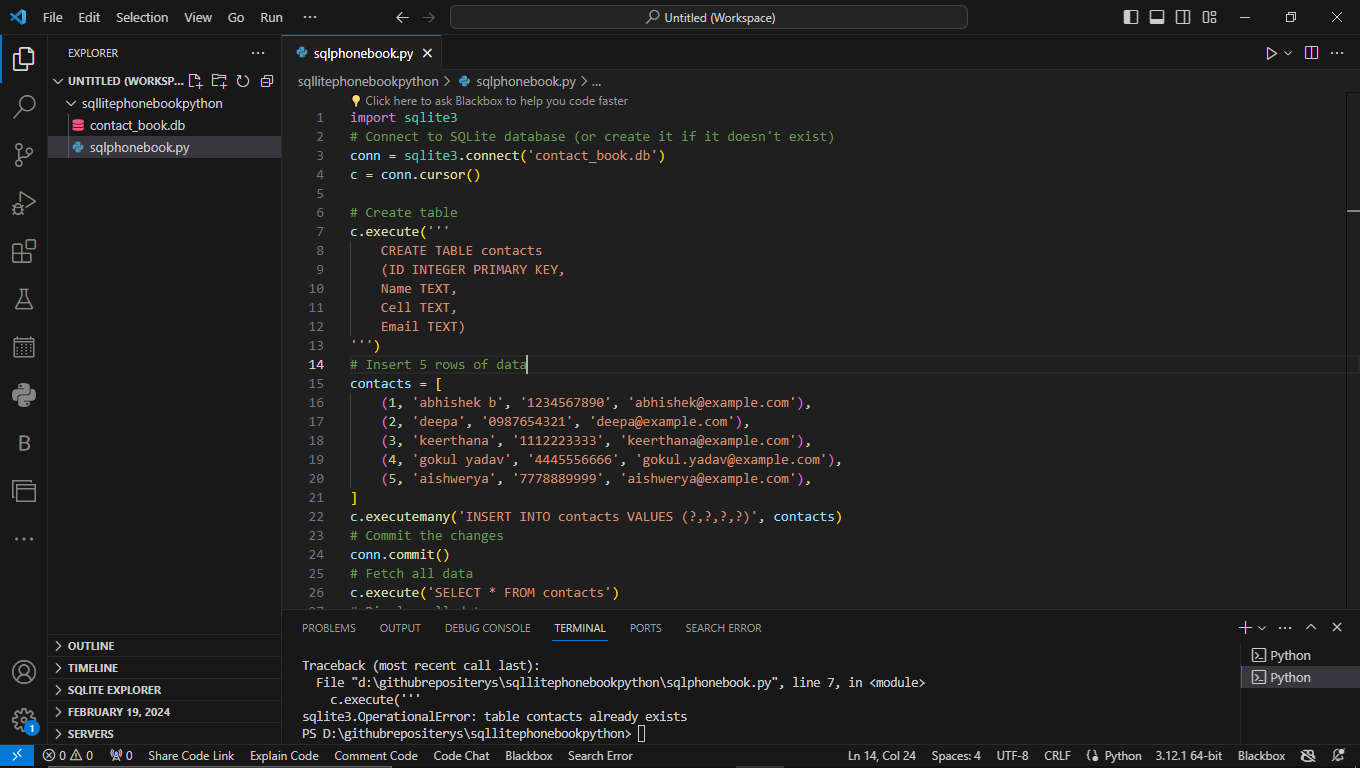 File Edit Selection View Go Run ··· Untitled (Workspace)
EXPLORER ···
UNTITLED (WORKSP...
sqllitephonebookpython
contact_book.db
sqlphonebook.py
OUTLINE
TIMELINE
SQLITE EXPLORER
FEBRUARY 19, 2024
SERVERS
B
1
sqlphonebook.py
sqllitephonebookpython > sqlphonebook.py > ...
Click here to ask Blackbox to help you code faster
1 import sqlite3
2 # Connect to SQLite database (or create it if it doesn't exist)
3 conn = sqlite3.connect('contact_book.db')
4 c = conn.cursor()
5
6 # Create table
7 c.execute('''
8     CREATE TABLE contacts
9     (ID INTEGER PRIMARY KEY,
10     Name TEXT,
11     Cell TEXT,
12     Email TEXT)
13 ''')
14 # Insert 5 rows of data
15 contacts = [
16     (1, 'abhishek b', '1234567890', 'abhishek@example.com'),
17     (2, 'deepa', '0987654321', 'deepa@example.com'),
18     (3, 'keerthana', '1112223333', 'keerthana@example.com'),
19     (4, 'gokul yadav', '4445556666', 'gokul.yadav@example.com'),
20     (5, 'aishwerya', '7778889999', 'aishwerya@example.com'),
21 ]
22 c.executemany('INSERT INTO contacts VALUES (?,?,?,?)', contacts)
23 # Commit the changes
24 conn.commit()
25 # Fetch all data
26 c.execute('SELECT * FROM contacts')
PROBLEMS OUTPUT DEBUG CONSOLE TERMINAL PORTS SEARCH ERROR
Traceback (most recent call last):
  File "d:\githubrepositerys\sqllitephonebookpython\sqlphonebook.py", line 7, in <module>
    c.execute('''
sqlite3.OperationalError: table contacts already exists
PS D:\githubrepositerys\sqllitephonebookpython>
Python
Python
0 0 0 Share Code Link Explain Code Comment Code Code Chat Blackbox Search Error Ln 14, Col 24 Spaces: 4 UTF-8 CRLF Python 3.12.1 64-bit Blackbox